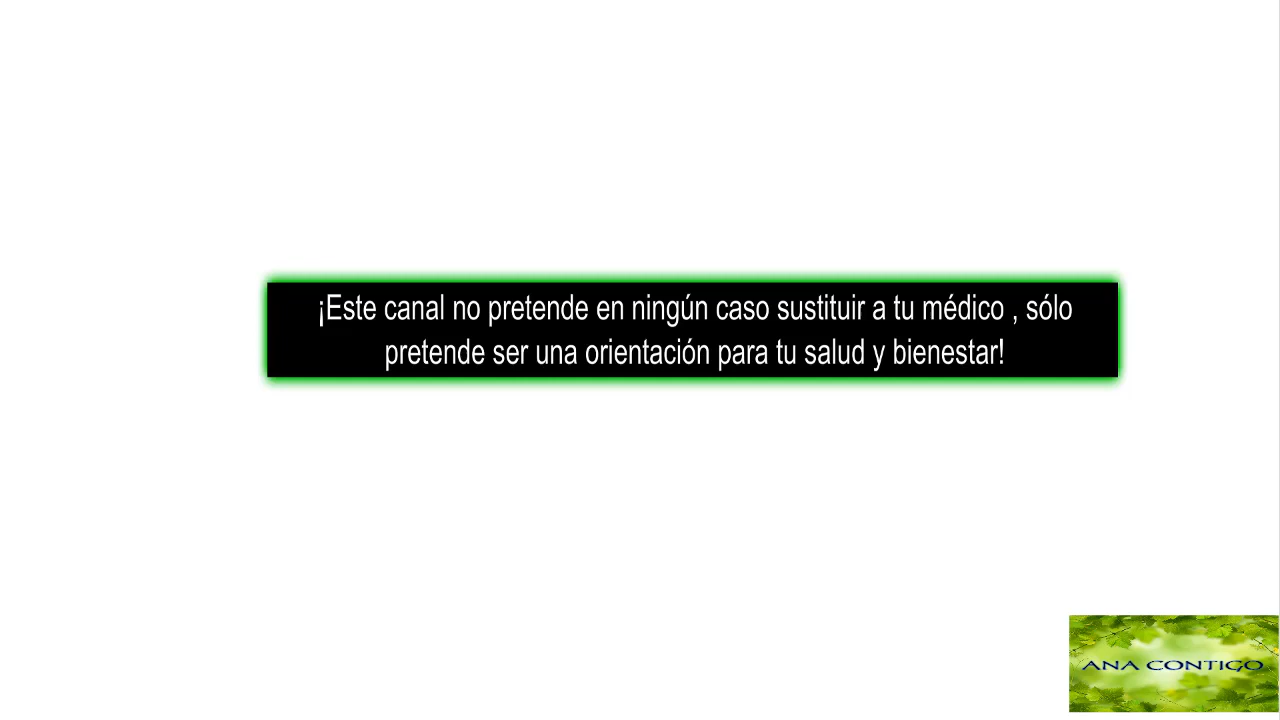 ¡Este canal no pretende en ningún caso sustituir a tu médico , sólo
pretende ser una orientación para tu salud y bienestar!
ANA CONTIGO